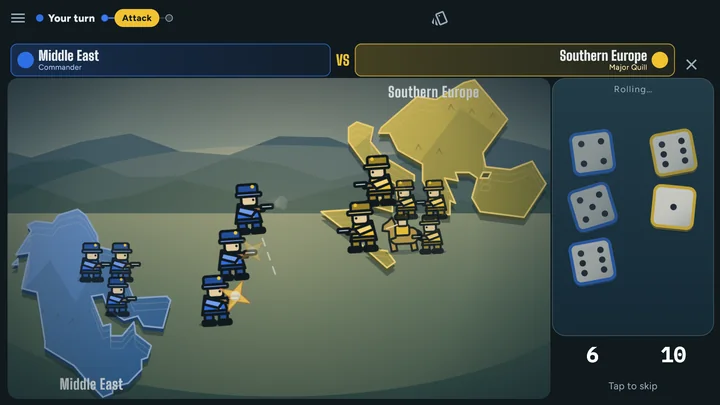 Your turn
Attack
Middle East
Commander
VS
Southern Europe
Major Quill
Southern Europe
Rolling...
Middle East
6
10
Tap to skip